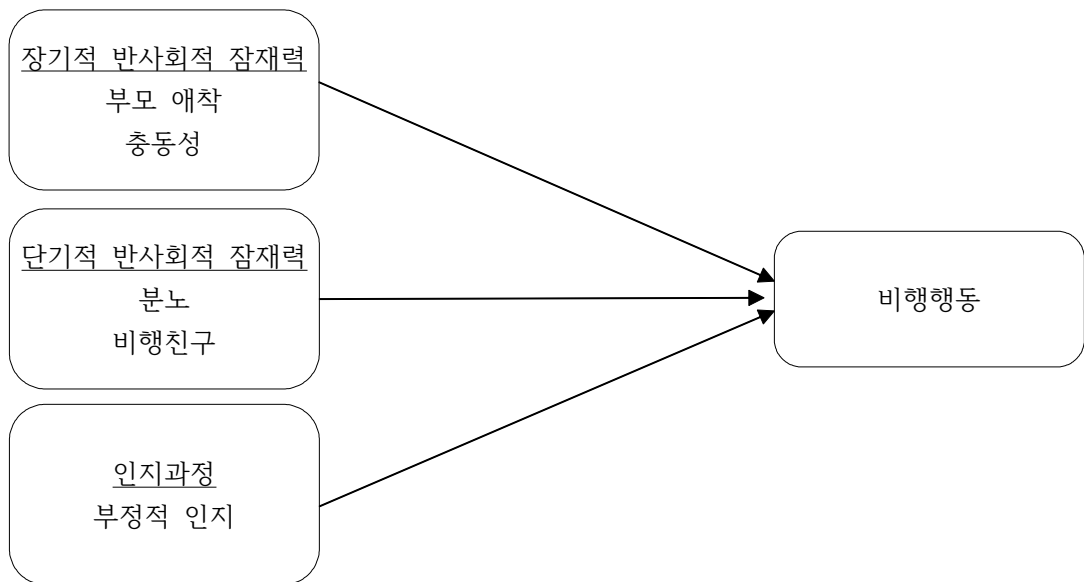 장기적 반사회적 잠재력
부모 애착
충동성
단기적 반사회적 잠재력
분노
비행친구
인지과정
부정적 인지
비행행동